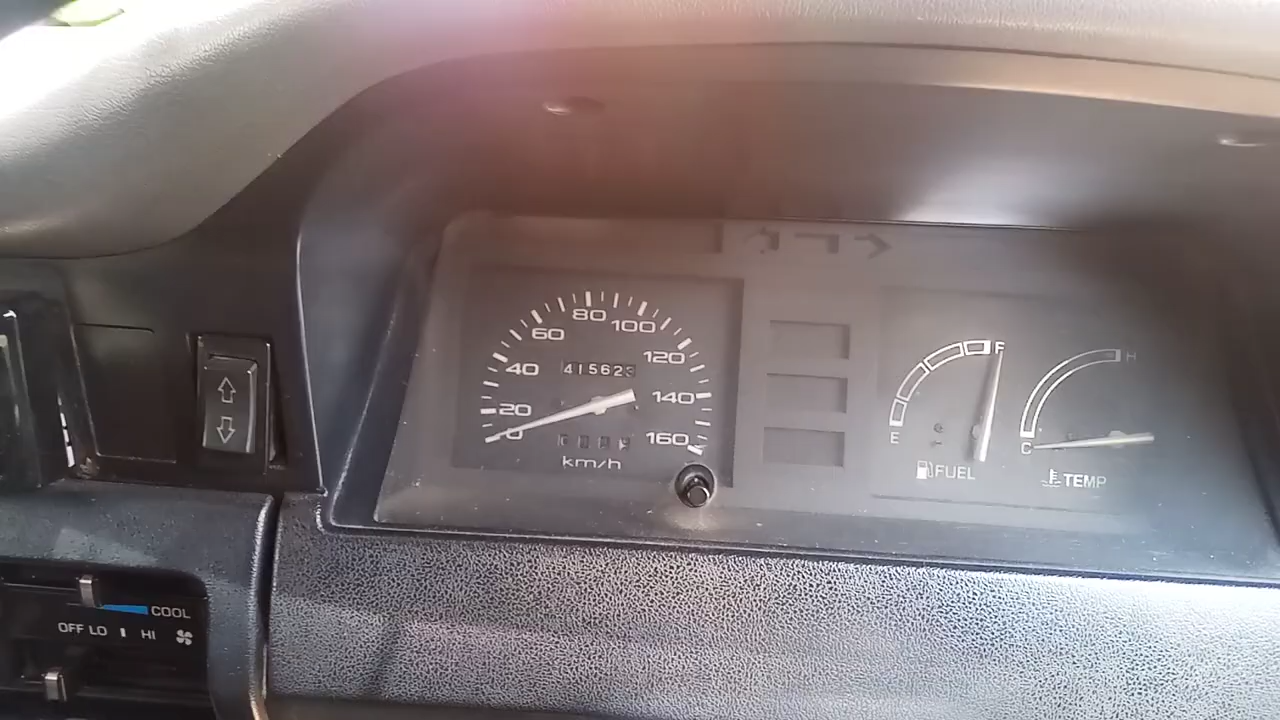 80
60 100
40 415623 120
20 140
0 160
km/h
F H
E C
FUEL TEMP
COOL
OFF LO HI